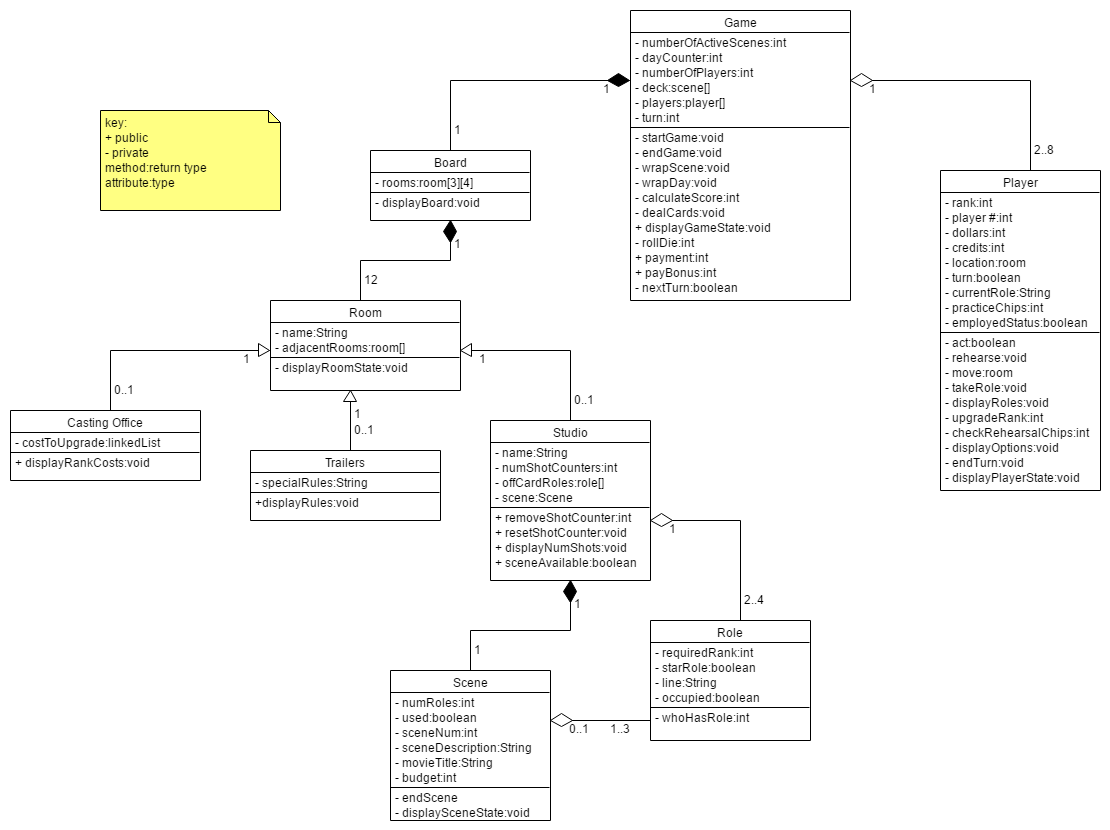 Game
- numberOfActiveScenes:int
- dayCounter:int
- numberOfPlayers:int
- deck:scene[]
- players:player[]
- turn:int
- startGame:void
- endGame:void
- wrapScene:void
- wrapDay:void
- calculateScore:int
- dealCards:void
+ displayGameState:void
- rollDie:int
+ payment:int
+ payBonus:int
- nextTurn:boolean
1
1
1
2..8
key:
+ public
- private
method:return type
attribute:type
Board
- rooms:room[3][4]
- displayBoard:void
1
12
Player
- rank:int
- player #:int
- dollars:int
- credits:int
- location:room
- turn:boolean
- currentRole:String
- practiceChips:int
- employedStatus:boolean
- act:boolean
- rehearse:void
- move:room
- takeRole:void
- displayRoles:void
- upgradeRank:int
- checkRehearsalChips:int
- displayOptions:void
- endTurn:void
- displayPlayerState:void
Room
- name:String
- adjacentRooms:room[]
- displayRoomState:void
1
0..1
1
0..1
1
0..1
Casting Office
- costToUpgrade:linkedList
+ displayRankCosts:void
Trailers
- specialRules:String
+displayRules:void
Studio
- name:String
- numShotCounters:int
- offCardRoles:role[]
- scene:Scene
+ removeShotCounter:int
+ resetShotCounter:void
+ displayNumShots:void
+ sceneAvailable:boolean
1
2..4
1
1
Role
- requiredRank:int
- starRole:boolean
- line:String
- occupied:boolean
- whoHasRole:int
Scene
- numRoles:int
- used:boolean
- sceneNum:int
- sceneDescription:String
- movieTitle:String
- budget:int
- endScene
- displaySceneState:void
0..1
1..3